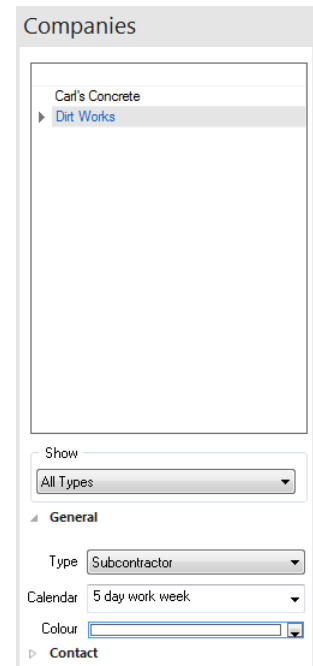 Companies
Carl's Concrete
Dirt Works
Show
All Types
General
Type Subcontractor
Calendar 5 day work week
Colour
Contact